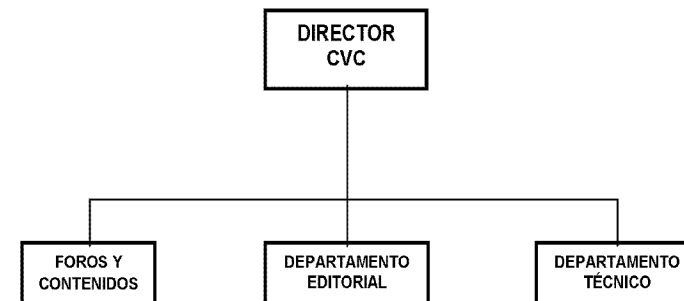 DIRECTOR
CVC
FOROS Y
CONTENIDOS
DEPARTAMENTO
EDITORIAL
DEPARTAMENTO
TÉCNICO